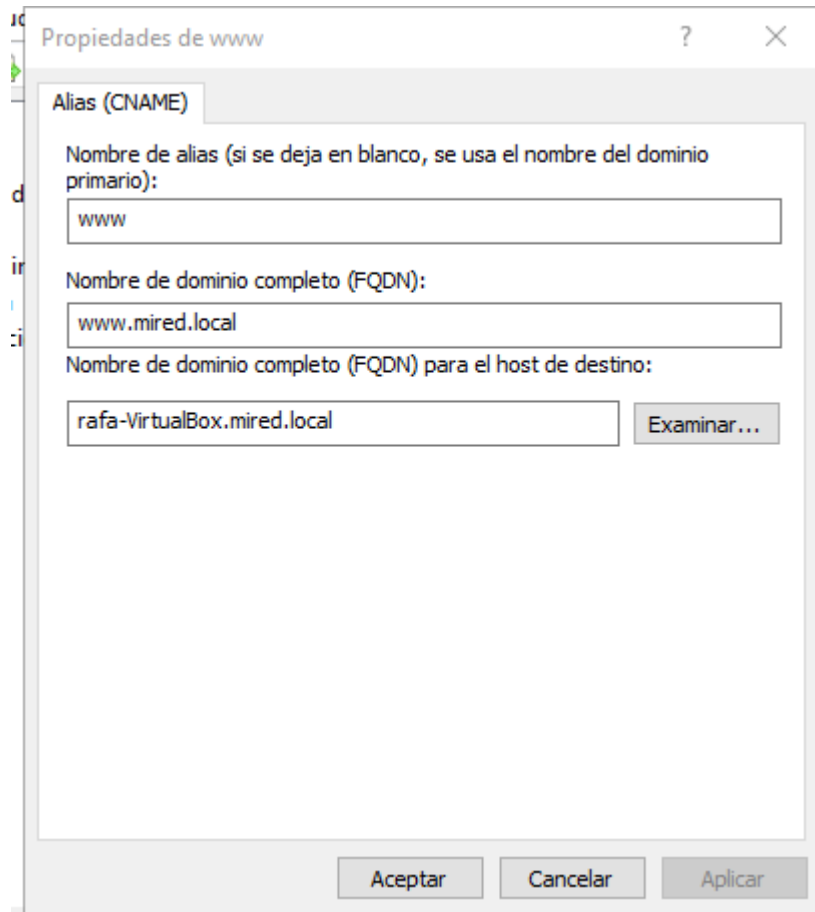 Propiedades de www
Alias (CNAME)
Nombre de alias (si se deja en blanco, se usa el nombre del dominio
primario):
www
Nombre de dominio completo (FQDN):
www.mired.local
Nombre de dominio completo (FQDN) para el host de destino:
rafa-VirtualBox.mired.local
Examinar...
Aceptar
Cancelar
Aplicar